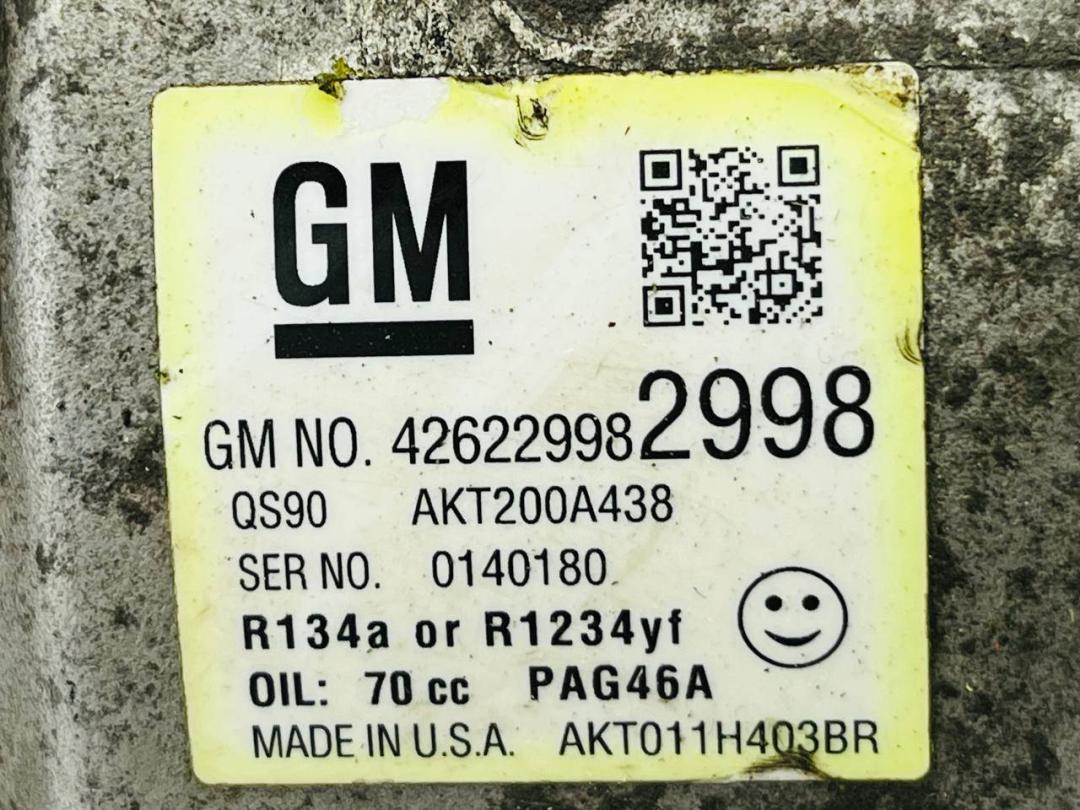 GM
GM NO. 42622998 2998
QS90 AKT200A438
SER NO. 0140180
R134a or R1234yf
OIL: 70 cc PAG46A
MADE IN U.S.A. AKT011H403BR